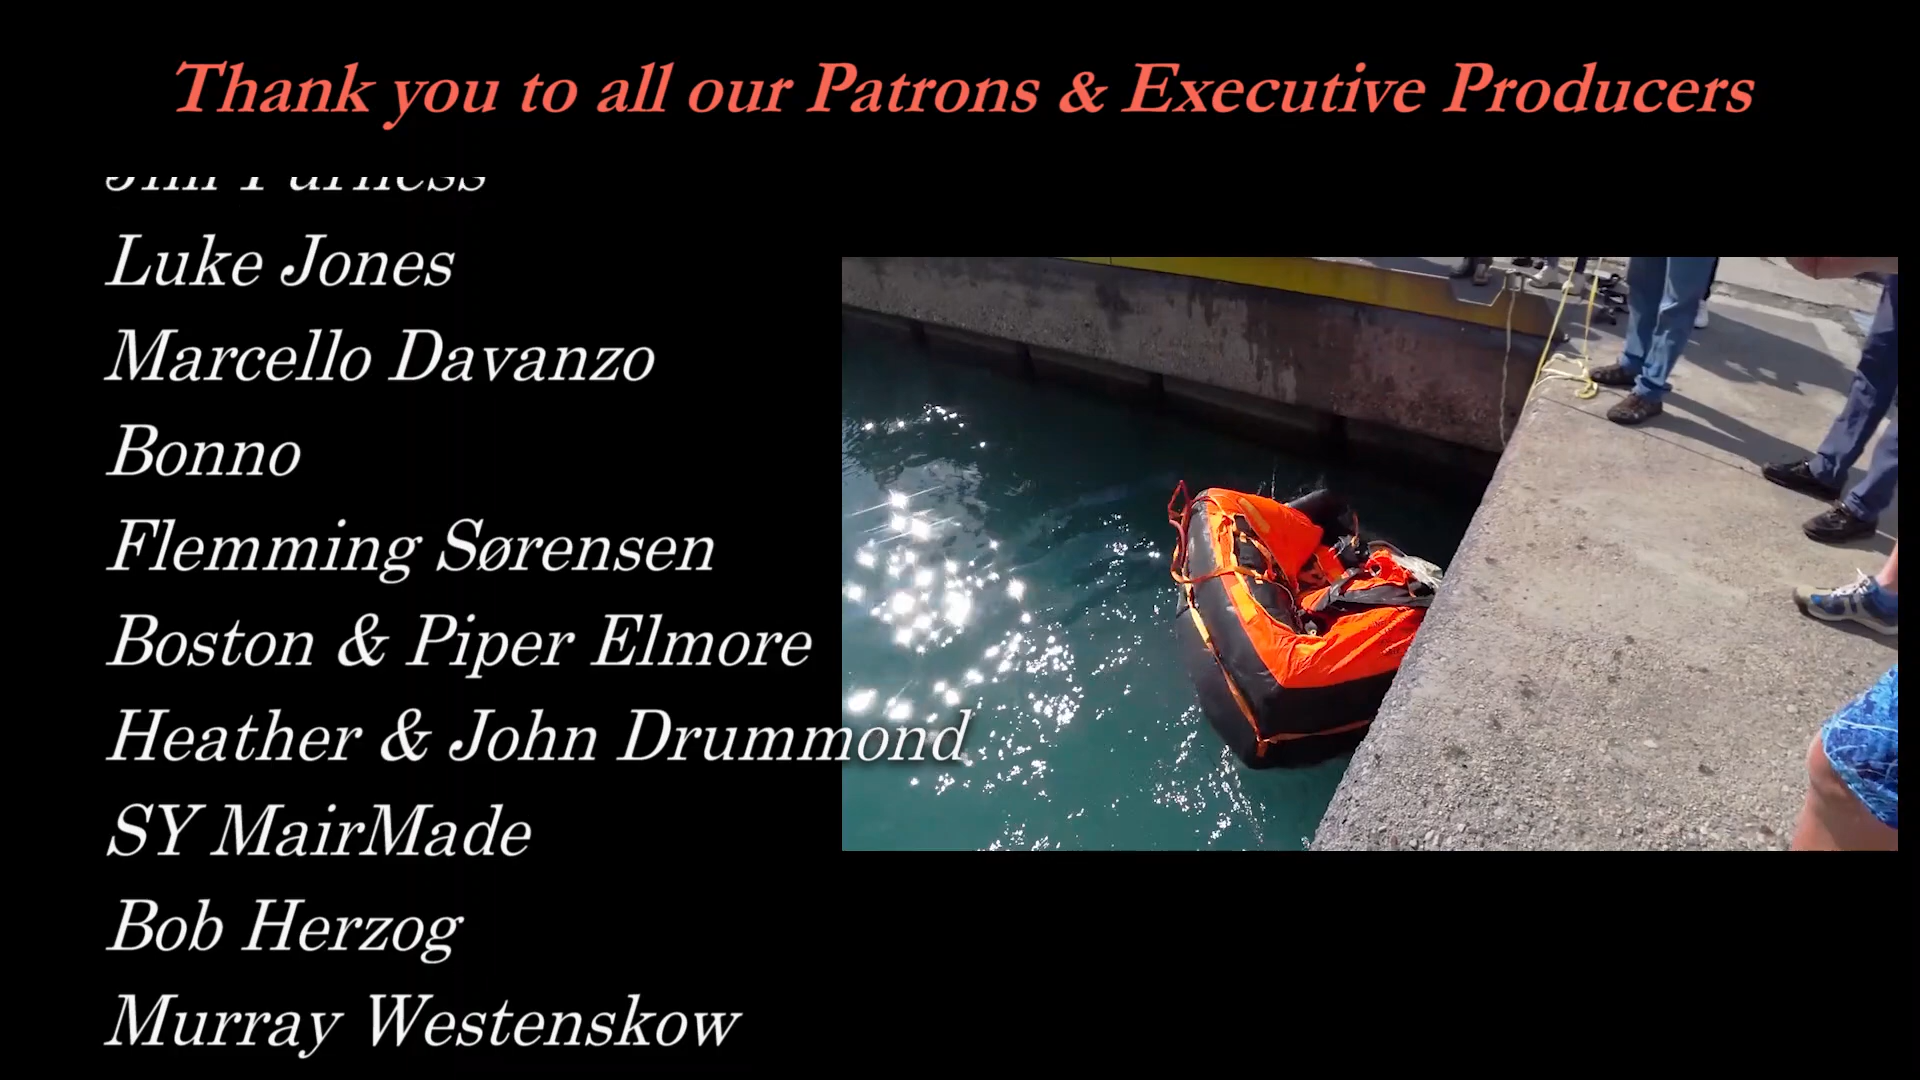 Thank you to all our Patrons & Executive Producers
Luke Jones
Marcello Davanzo
Bonno
Flemming Sørensen
Boston & Piper Elmore
Heather & John Drummond
SY MairMade
Bob Herzog
Murray Westenskow